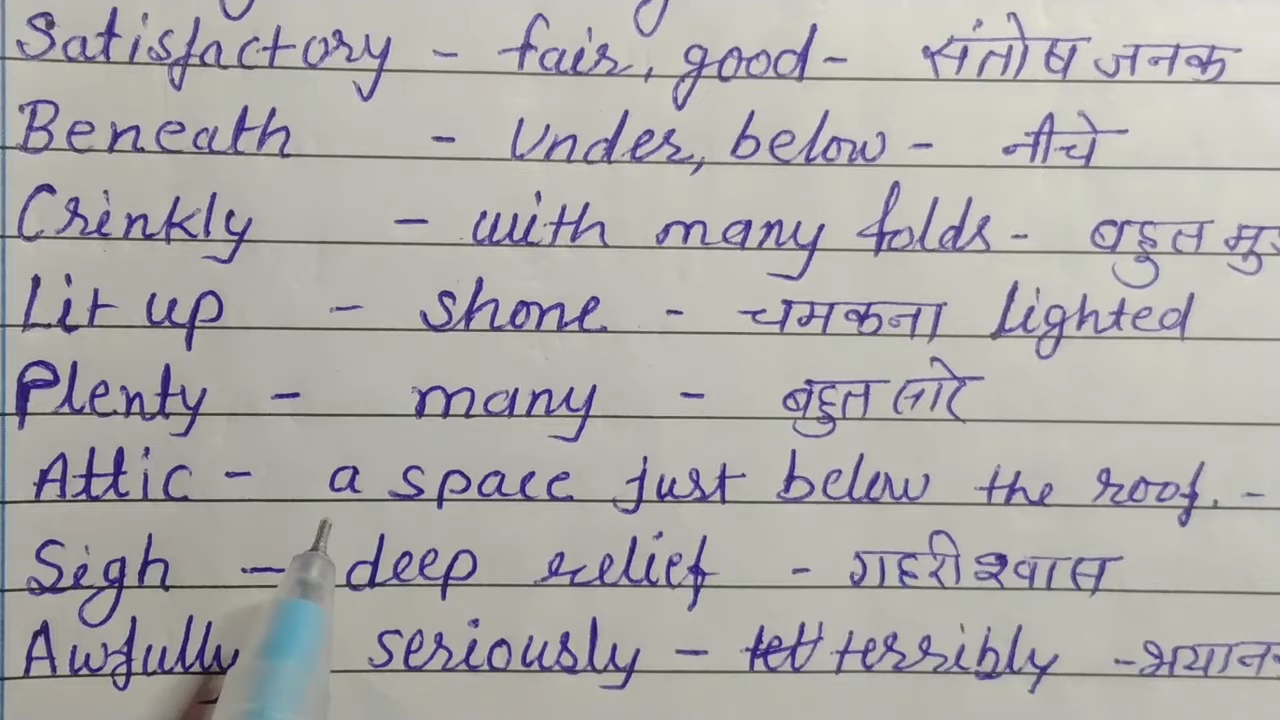 Satisfactory - fair, good - संतोषजनक
Beneath - Under, below - नीचे
Crinkly - with many folds - बहुत मु
Lit up - shone - चमकना lighted
Plenty - many - बहुत सारे
Attic - a space just below the roof. -
Sigh - deep relief - गहरी श्वास
Awfully seriously - terribly - भयान